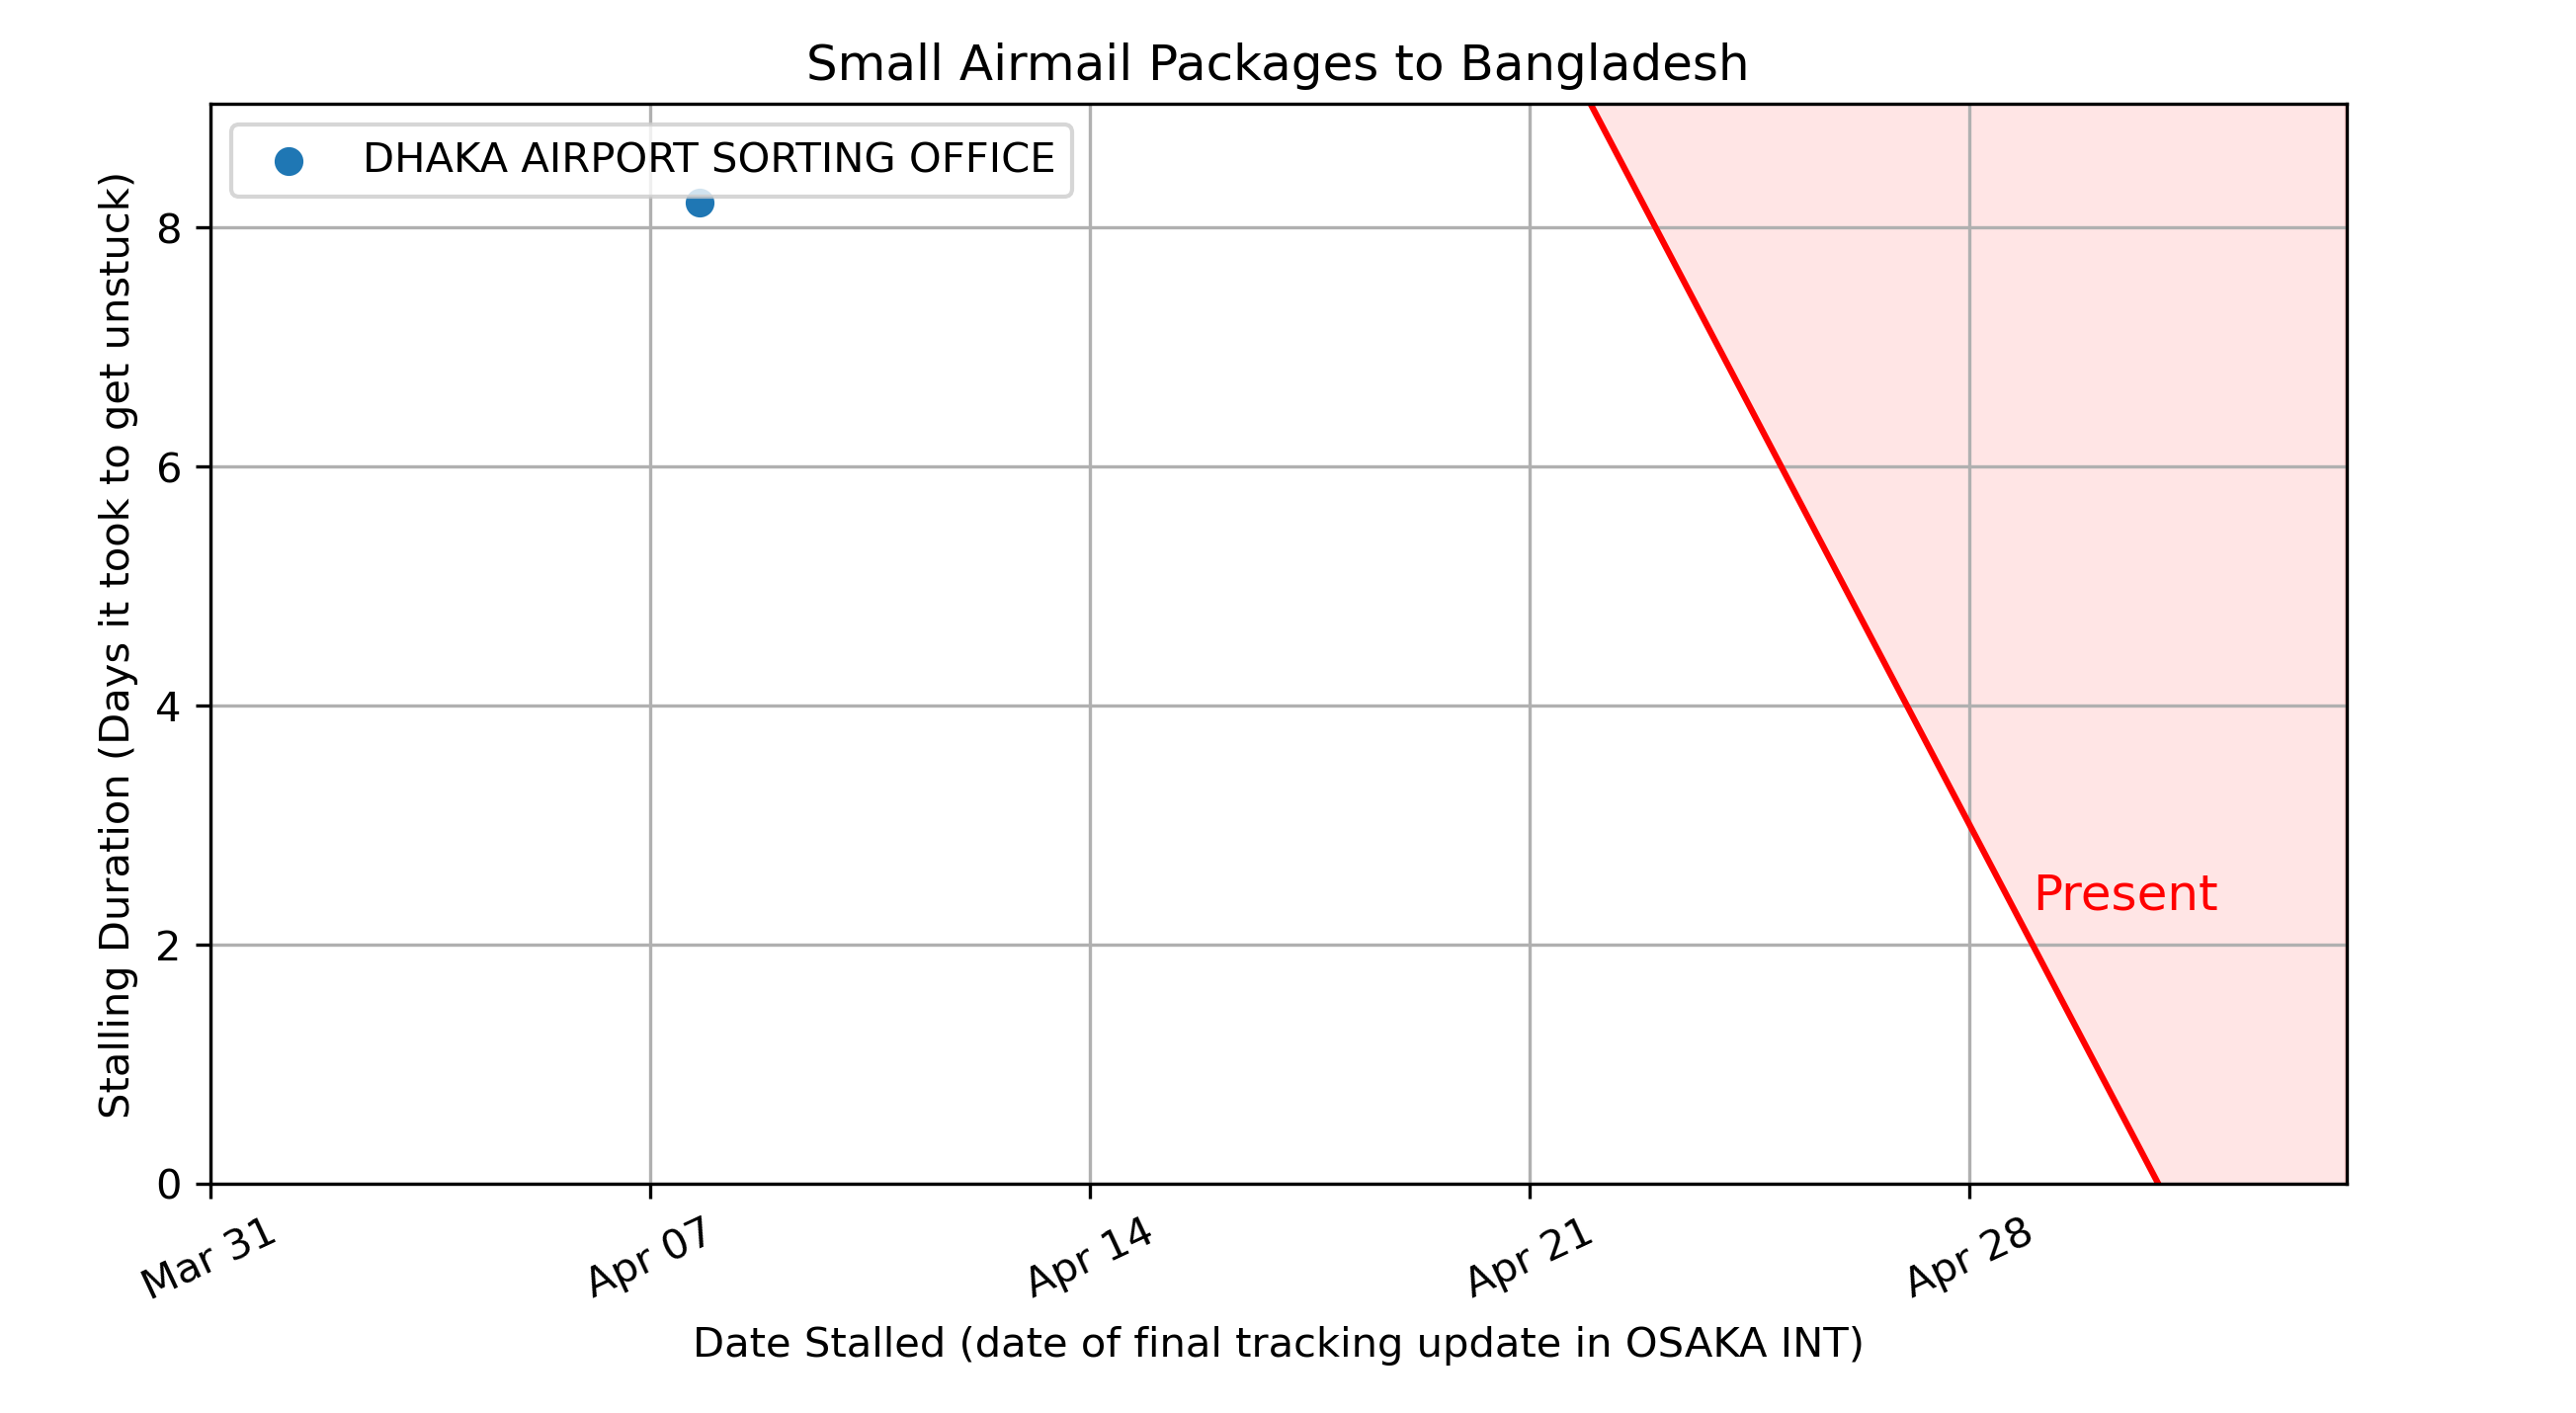 Small Airmail Packages to Bangladesh
DHAKA AIRPORT SORTING OFFICE
Stalling Duration (Days it took to get unstuck)
8
6
4
2
0
Present
Mar 31
Apr 07
Apr 14
Apr 21
Apr 28
Date Stalled (date of final tracking update in OSAKA INT)